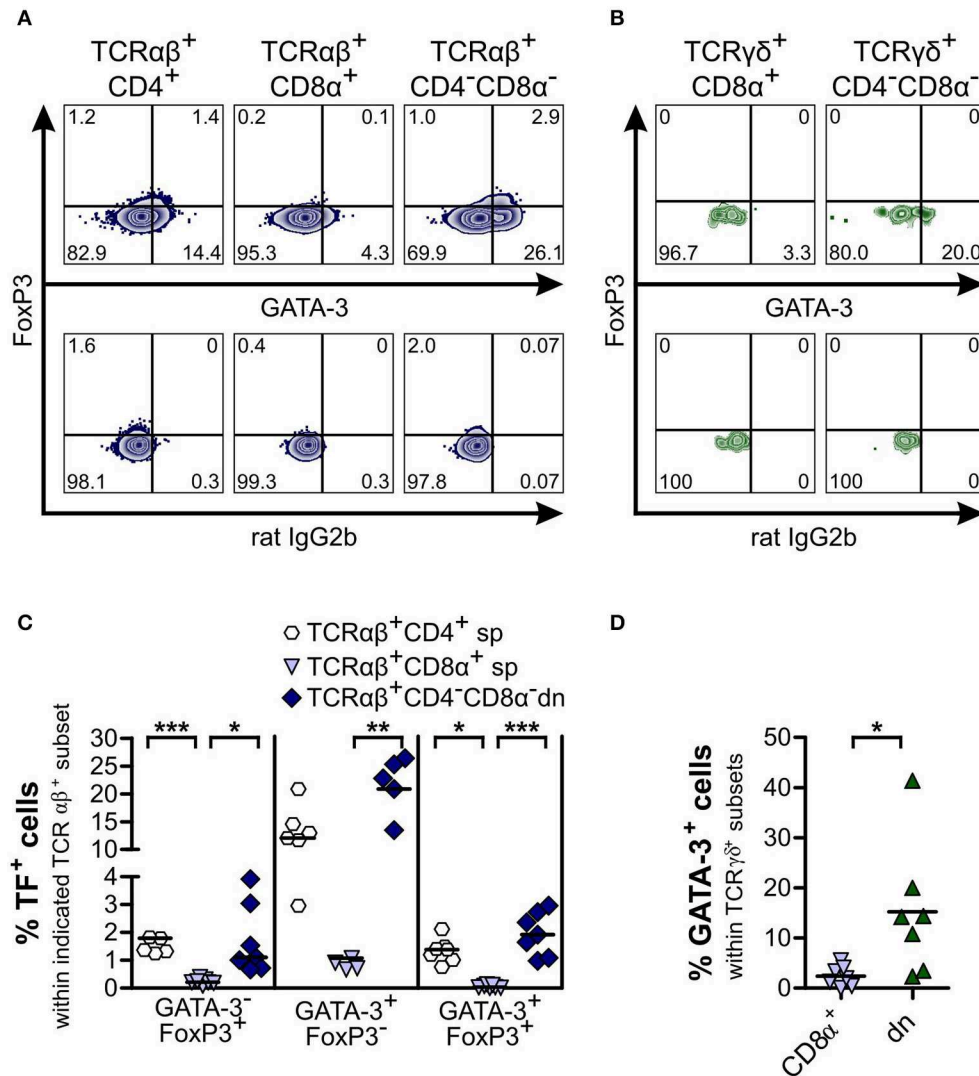 A
TCRαβ⁺ CD4⁺
TCRαβ⁺ CD8α⁺
TCRαβ⁺ CD4⁻CD8α⁻
1.2 1.4
82.9 14.4
0.2 0.1
95.3 4.3
1.0 2.9
69.9 26.1
FoxP3
GATA-3
1.6 0
98.1 0.3
0.4 0
99.3 0.3
2.0 0.07
97.8 0.07
rat IgG2b
B
TCRγδ⁺ CD8α⁺
TCRγδ⁺ CD4⁻CD8α⁻
0 0
96.7 3.3
0 0
80.0 20.0
FoxP3
GATA-3
0 0
100 0
0 0
100 0
rat IgG2b
C
TCRαβ⁺CD4⁺ sp
TCRαβ⁺CD8α⁺ sp
TCRαβ⁺CD4⁻CD8α⁻dn
% TF⁺ cells
within indicated TCR αβ⁺ subset
30
25
20
15
10
4
3
2
1
0
*** * ** * ***
GATA-3⁻ FoxP3⁺
GATA-3⁺ FoxP3⁻
GATA-3⁺ FoxP3⁺
D
% GATA-3⁺ cells
within TCRγδ⁺ subsets
50
40
30
20
10
0
*
CD8α⁺
dn